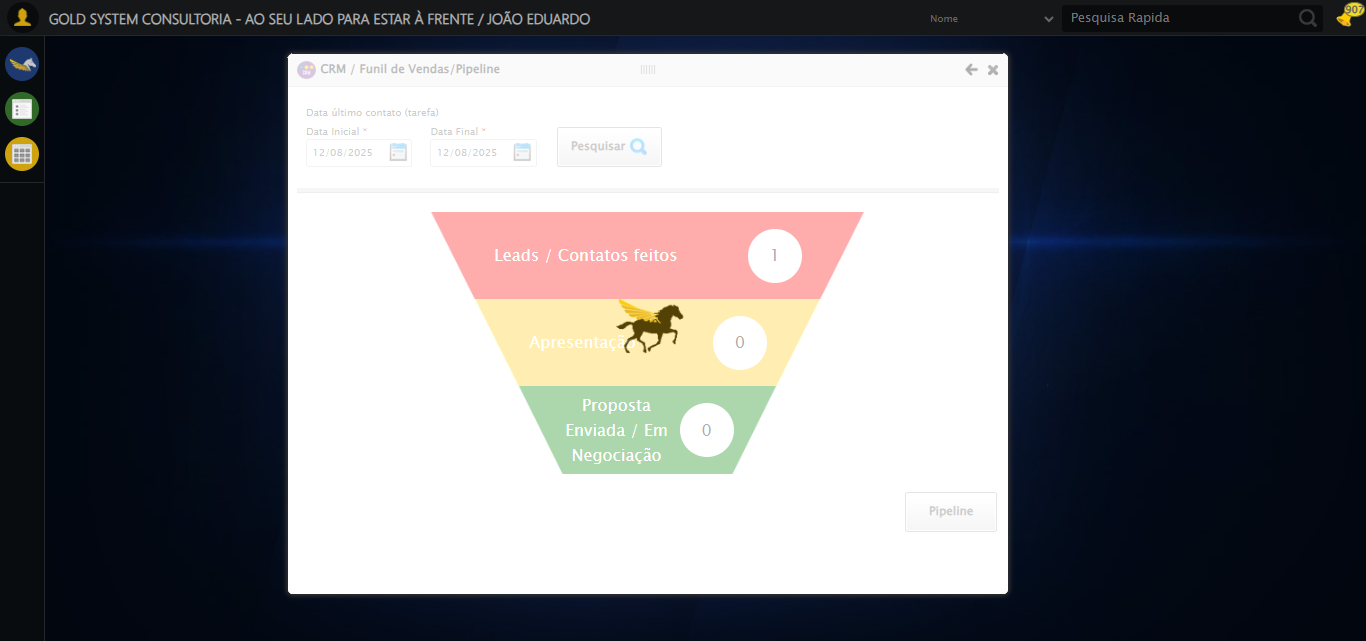 GOLD SYSTEM CONSULTORIA - AO SEU LADO PARA ESTAR À FRENTE / JOÃO EDUARDO
Nome
Pesquisa Rapida
907
CRM / Funil de Vendas/Pipeline
Data último contato (tarefa)
Data Inicial *
Data Final *
12/08/2025
12/08/2025
Pesquisar
Leads / Contatos feitos
1
Apresentação
0
Proposta
Enviada / Em
Negociação
0
Pipeline